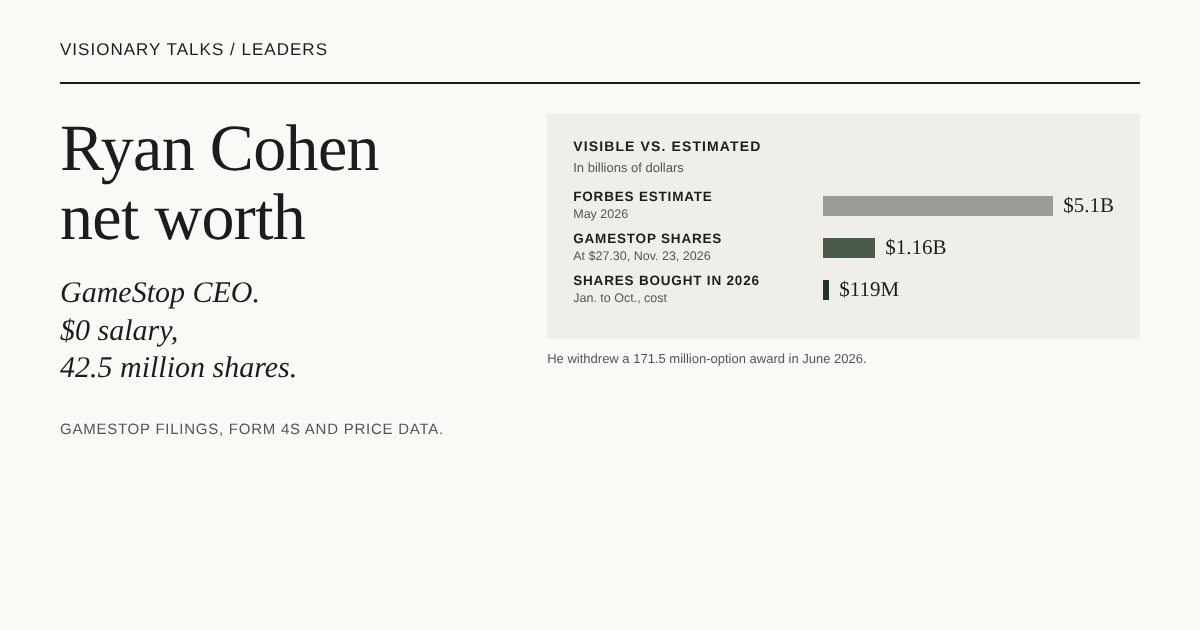 VISIONARY TALKS / LEADERS
Ryan Cohen
net worth
GameStop CEO.
$0 salary,
42.5 million shares.
GAMESTOP FILINGS, FORM 4S AND PRICE DATA.
VISIBLE VS. ESTIMATED
In billions of dollars
FORBES ESTIMATE
May 2026
$5.1B
GAMESTOP SHARES
At $27.30, Nov. 23, 2026
$1.16B
SHARES BOUGHT IN 2026
Jan. to Oct., cost
$119M
He withdrew a 171.5 million-option award in June 2026.